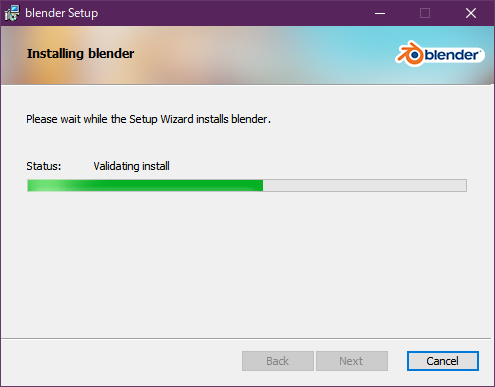 blender Setup
Installing blender
blender
Please wait while the Setup Wizard installs blender.
Status: Validating install
Back Next Cancel